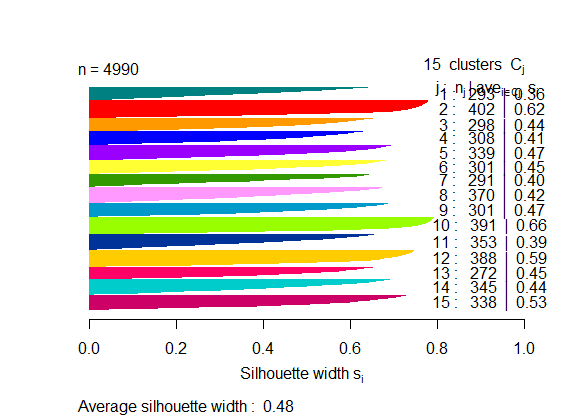 n = 4990
15 clusters Cj
j : nj | avei∈Cj si
1 : 293 | 0.36
2 : 402 | 0.62
3 : 298 | 0.44
4 : 308 | 0.41
5 : 339 | 0.47
6 : 301 | 0.45
7 : 291 | 0.40
8 : 370 | 0.42
9 : 301 | 0.47
10 : 391 | 0.66
11 : 353 | 0.39
12 : 388 | 0.59
13 : 272 | 0.45
14 : 345 | 0.44
15 : 338 | 0.53
0.0 0.2 0.4 0.6 0.8 1.0
Silhouette width si
Average silhouette width : 0.48